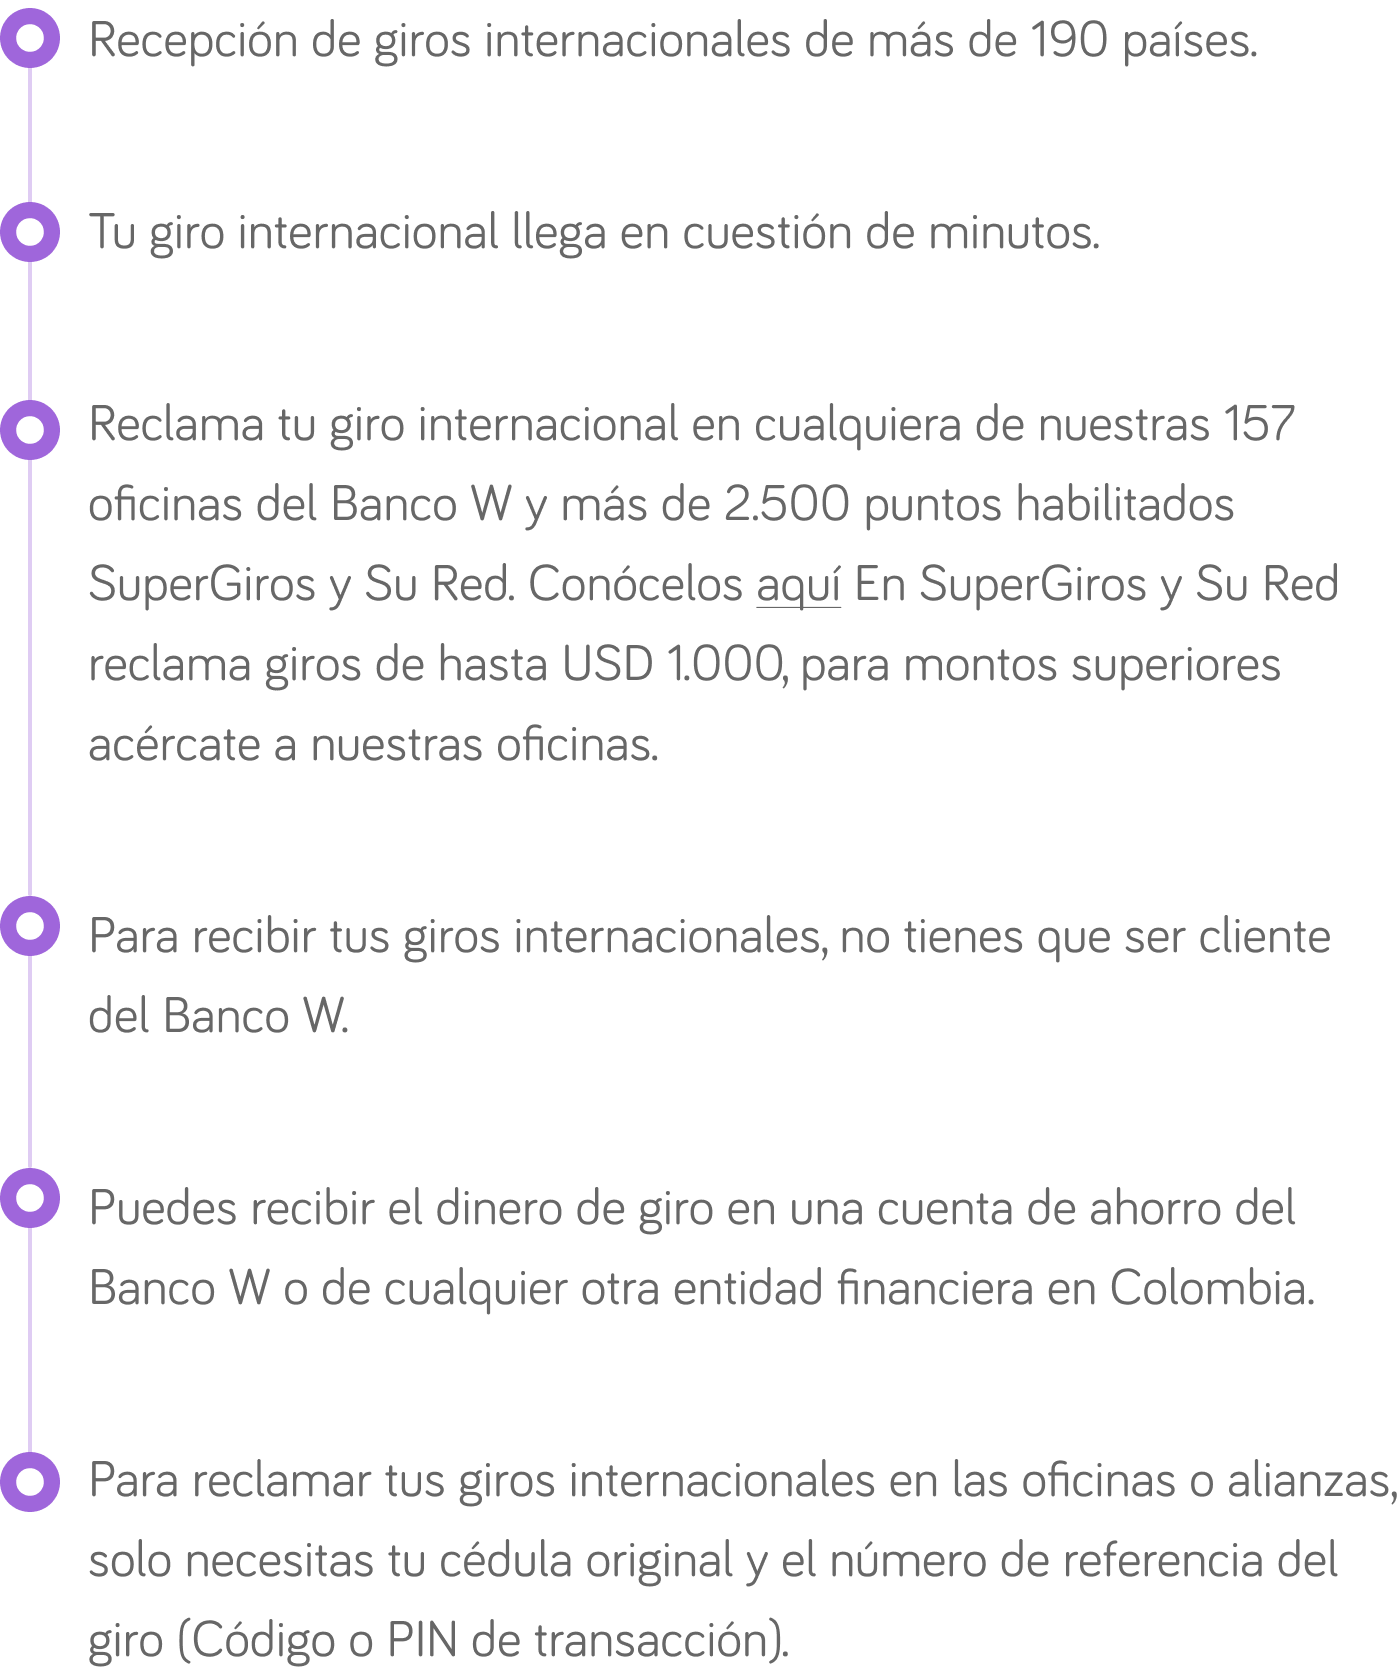 Recepción de giros internacionales de más de 190 países.
Tu giro internacional llega en cuestión de minutos.
Reclama tu giro internacional en cualquiera de nuestras 157
oficinas del Banco W y más de 2.500 puntos habilitados
SuperGiros y Su Red. Conócelos aquí En SuperGiros y Su Red
reclama giros de hasta USD 1.000, para montos superiores
acércate a nuestras oficinas.
Para recibir tus giros internacionales, no tienes que ser cliente
del Banco W.
Puedes recibir el dinero de giro en una cuenta de ahorro del
Banco W o de cualquier otra entidad financiera en Colombia.
Para reclamar tus giros internacionales en las oficinas o alianzas,
solo necesitas tu cédula original y el número de referencia del
giro (Código o PIN de transacción).